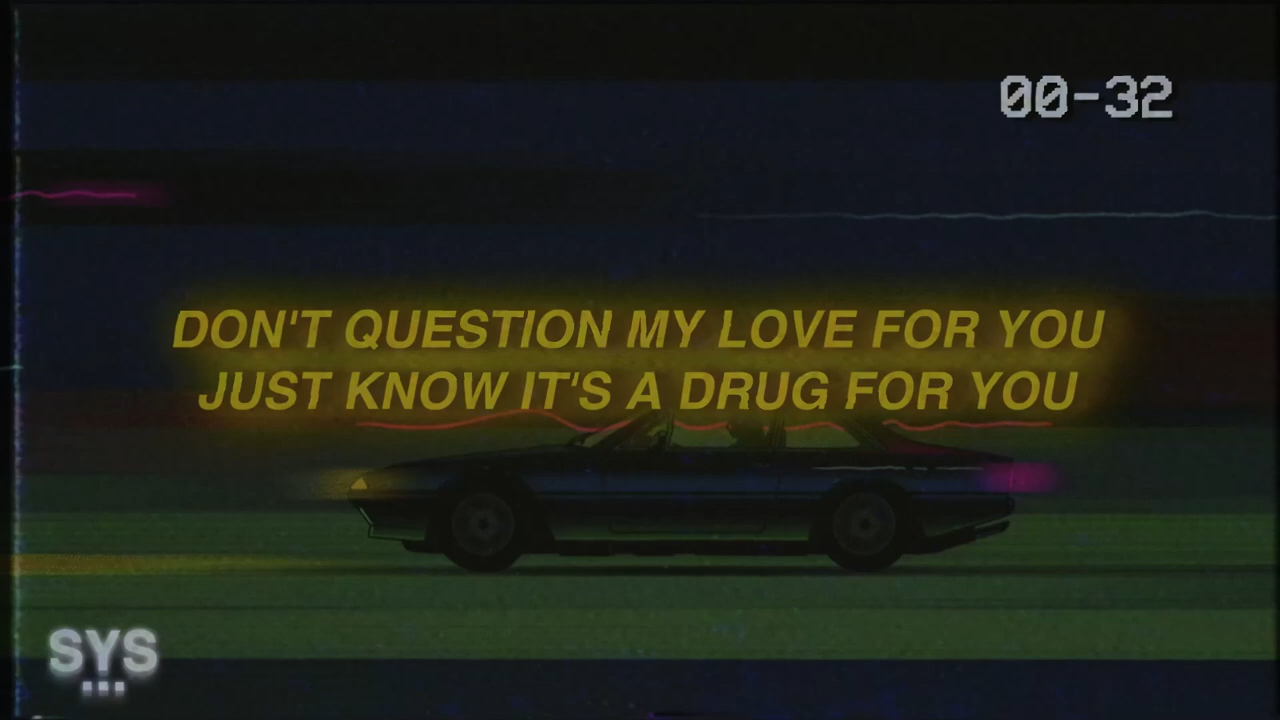 00-32
DON'T QUESTION MY LOVE FOR YOU
JUST KNOW IT'S A DRUG FOR YOU
SYS